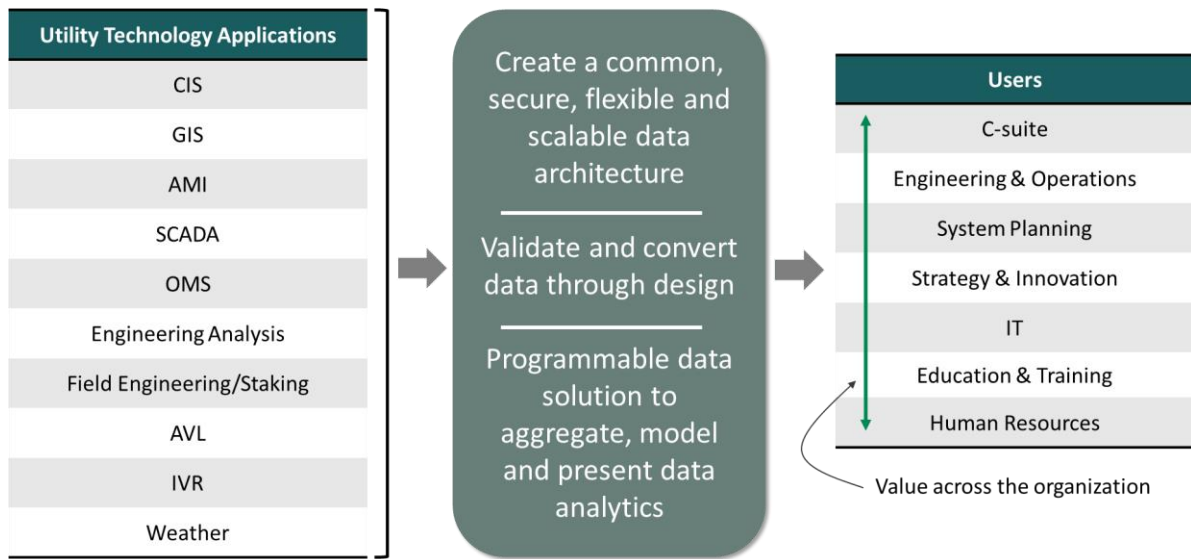 Utility Technology Applications
CIS
GIS
AMI
SCADA
OMS
Engineering Analysis
Field Engineering/Staking
AVL
IVR
Weather
Create a common,
secure, flexible and
scalable data
architecture
Validate and convert
data through design
Programmable data
solution to
aggregate, model
and present data
analytics
Users
C-suite
Engineering & Operations
System Planning
Strategy & Innovation
IT
Education & Training
Human Resources
Value across the organization